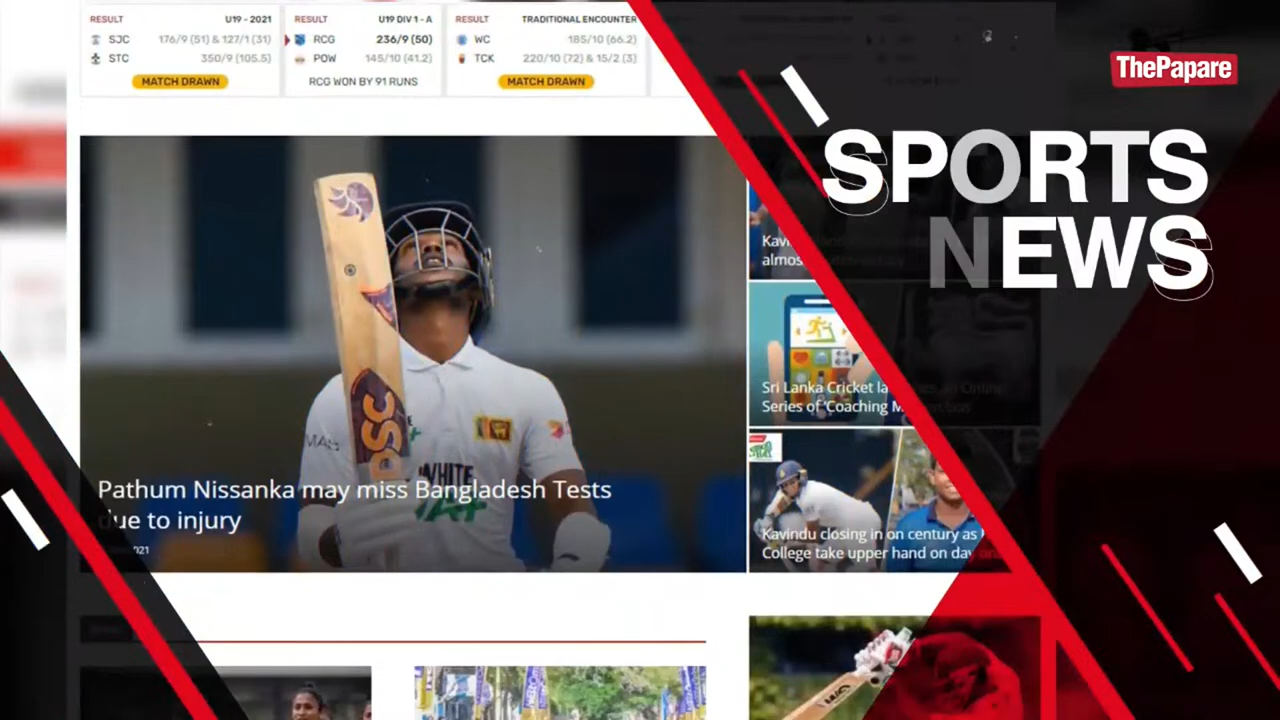 RESULT U19 - 2021
SJC 176/9 (51) & 127/1 (31)
STC 350/9 (105.5)
MATCH DRAWN
RESULT U19 DIV 1 - A
RCG 236/9 (50)
POW 145/10 (41.2)
RCG WON BY 91 RUNS
RESULT TRADITIONAL ENCOUNTER
WC 185/10 (66.2)
TCK 220/10 (72) & 15/2 (3)
MATCH DRAWN
ThePapare
SPORTS
NEWS
DSC
WHITE
Pathum Nissanka may miss Bangladesh Tests
due to injury
2021
almos
Sri Lanka Cricket
Series of 'Coaching
Kavindu closing in on century as
College take upper hand on day